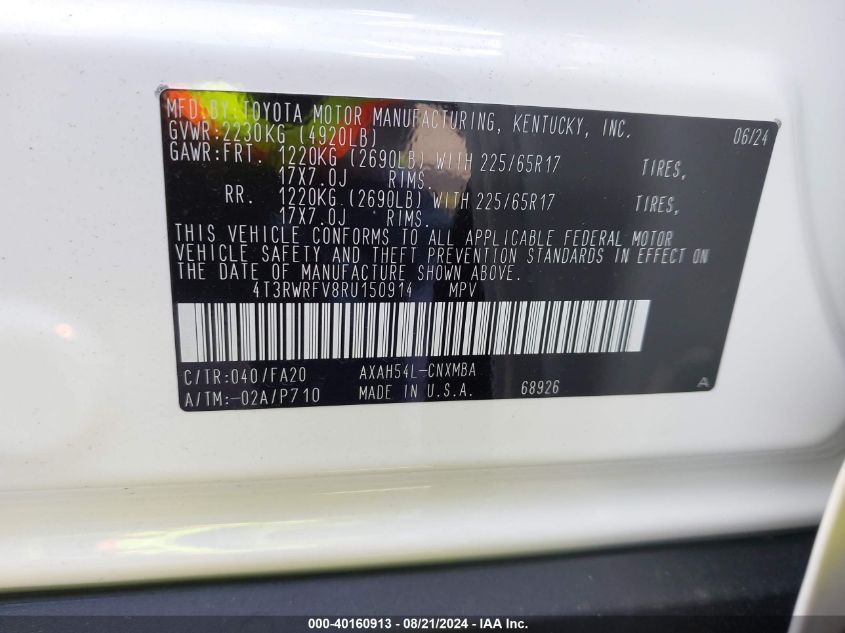 MFD BY: TOYOTA MOTOR MANUFACTURING, KENTUCKY, INC. 06/24
GVWR:2230KG (4920LB)
GAWR:FRT. 1220KG (2690LB) WITH 225/65R17 TIRES,
17X7.0J RIMS.
RR. 1220KG (2690LB) WITH 225/65R17 TIRES,
17X7.0J RIMS.
THIS VEHICLE CONFORMS TO ALL APPLICABLE FEDERAL MOTOR
VEHICLE SAFETY AND THEFT PREVENTION STANDARDS IN EFFECT ON
THE DATE OF MANUFACTURE SHOWN ABOVE.
4T3RWRFV8RU150914 MPV
C/TR:040/FA20 AXAH54L-CNXMBA
A/TM:-02A/P710 MADE IN U.S.A. 68926 A
000-40160913 - 08/21/2024 - IAA Inc.